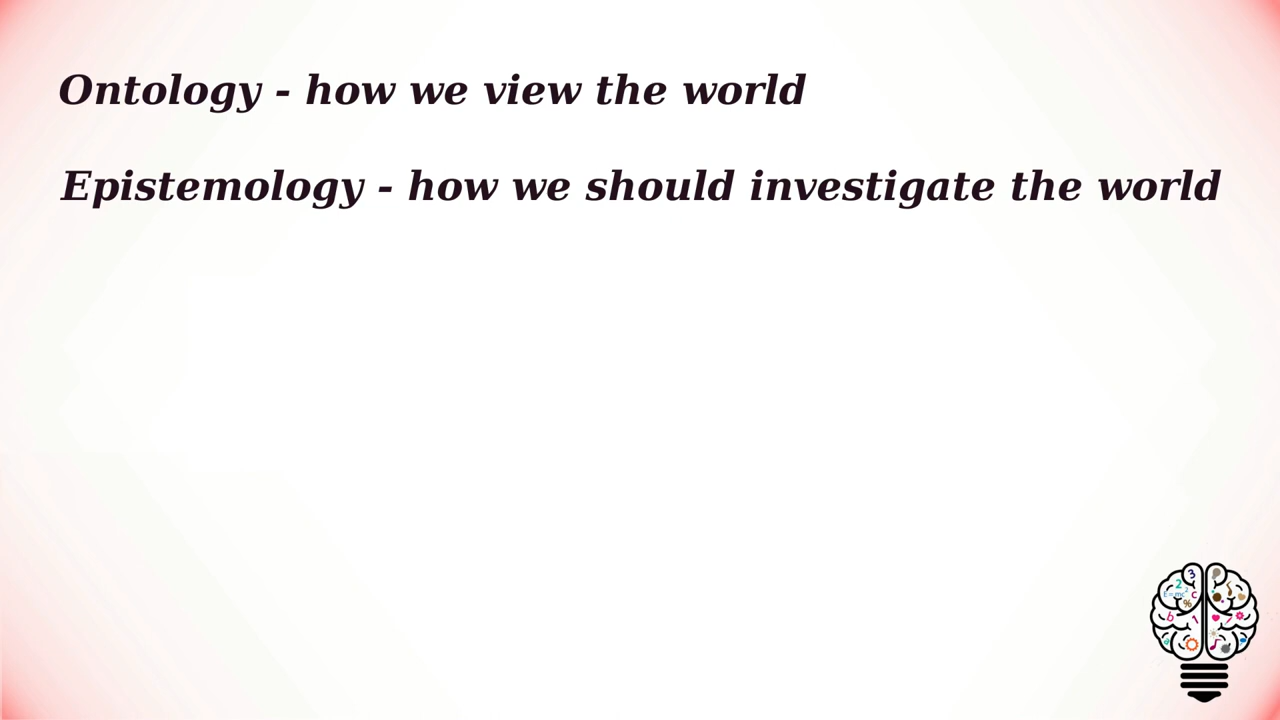 Ontology - how we view the world
Epistemology - how we should investigate the world